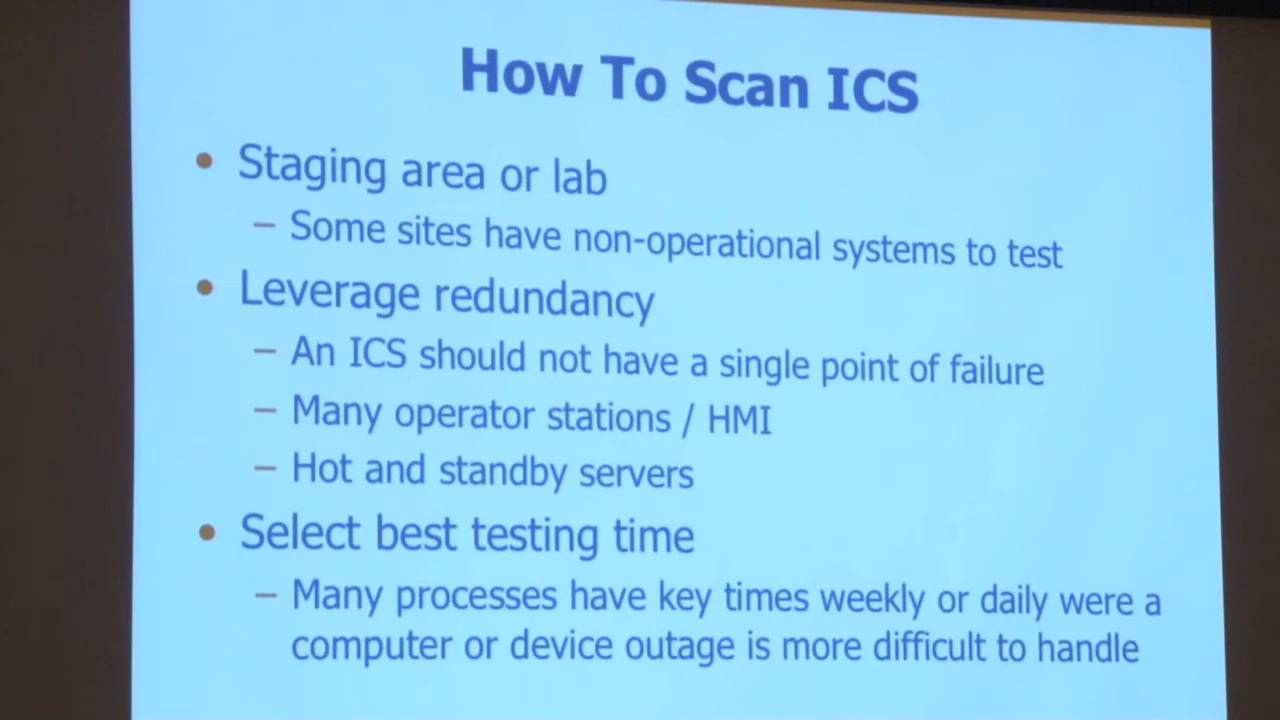 How To Scan ICS
• Staging area or lab
– Some sites have non-operational systems to test
• Leverage redundancy
– An ICS should not have a single point of failure
– Many operator stations / HMI
– Hot and standby servers
• Select best testing time
– Many processes have key times weekly or daily were a
computer or device outage is more difficult to handle